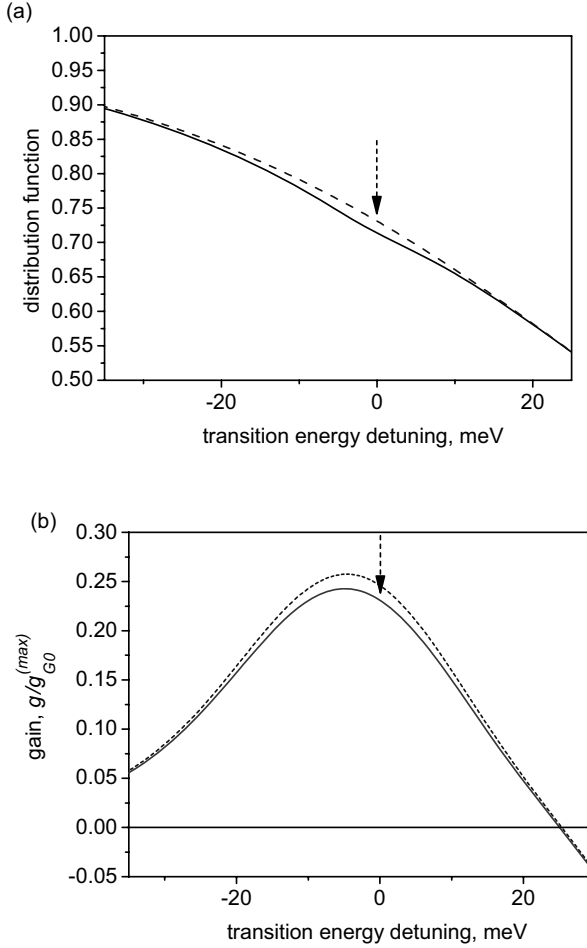 (a)
1.00
0.95
0.90
0.85
0.80
0.75
0.70
0.65
0.60
0.55
0.50
distribution function
-20 0 20
transition energy detuning, meV
(b)
0.30
0.25
0.20
0.15
0.10
0.05
0.00
-0.05
gain, g/g_{G0}^{(max)}
-20 0 20
transition energy detuning, meV